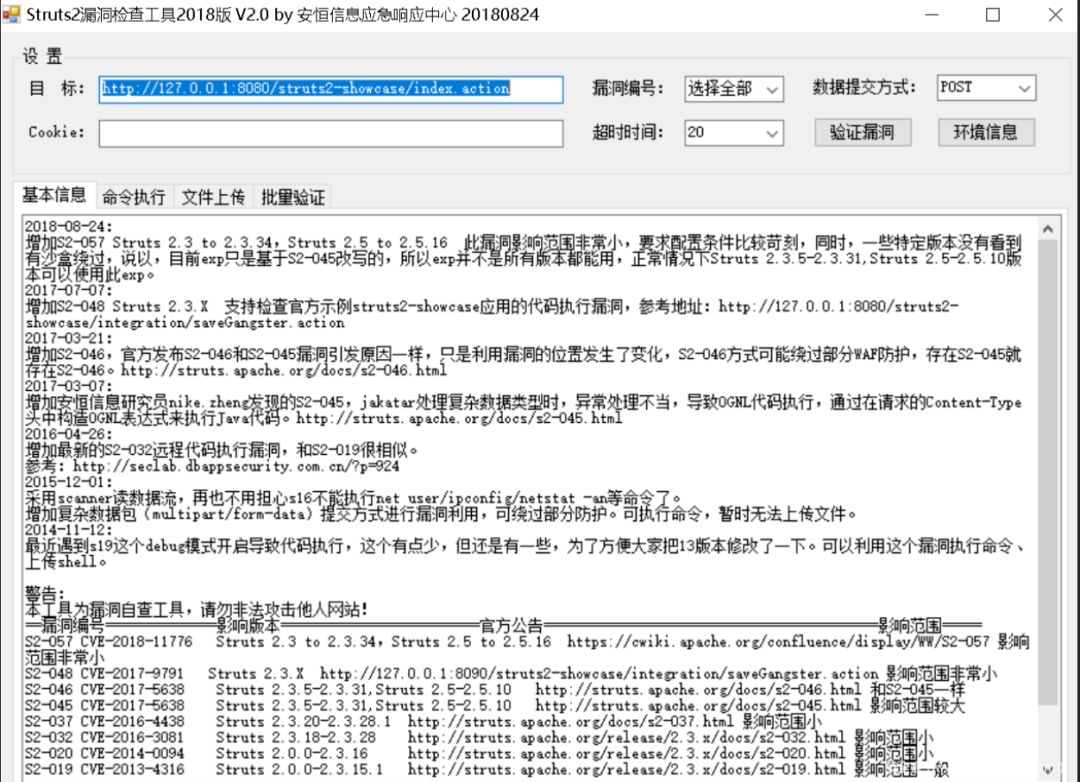 Struts2漏洞检查工具2018版 V2.0 by 安恒信息应急响应中心 20180824
设 置
目 标: http://127.0.0.1:8080/struts2-showcase/index.action 漏洞编号: 选择全部 数据提交方式: POST
Cookie: 超时时间: 20 验证漏洞 环境信息
基本信息 命令执行 文件上传 批量验证
2018-08-24:
增加S2-057 Struts 2.3 to 2.3.34, Struts 2.5 to 2.5.16 此漏洞影响范围非常小，要求配置条件比较苛刻，同时，一些特定版本没有看到
有沙盒绕过，说以，目前exp只是基于S2-045改写的，所以exp并不是所有版本都能用，正常情况下Struts 2.3.5-2.3.31,Struts 2.5-2.5.10版
本可以使用此exp。
2017-07-07:
增加S2-048 Struts 2.3.X 支持检查官方示例struts2-showcase应用的代码执行漏洞，参考地址：http://127.0.0.1:8080/struts2-
showcase/integration/saveGangster.action
2017-03-21:
增加S2-046，官方发布S2-046和S2-045漏洞引发原因一样，只是利用漏洞的位置发生了变化，S2-046方式可能绕过部分WAF防护，存在S2-045就
存在S2-046。http://struts.apache.org/docs/s2-046.html
2017-03-07:
增加安恒信息研究员nike.zheng发现的S2-045，jakatar处理复杂数据类型时，异常处理不当，导致OGNL代码执行，通过在请求的Content-Type
头中构造OGNL表达式来执行Java代码。http://struts.apache.org/docs/s2-045.html
2016-04-26:
增加最新的S2-032远程代码执行漏洞，和S2-019很相似。
参考：http://seclab.dbappsecurity.com.cn/?p=924
2015-12-01:
采用scanner读数据流，再也不用担心s16不能执行net user/ipconfig/netstat -an等命令了。
增加复杂数据包（multipart/form-data）提交方式进行漏洞利用，可绕过部分防护。可执行命令，暂时无法上传文件。
2014-11-12:
最近遇到s19这个debug模式开启导致代码执行，这个有点少，但还是有一些，为了方便大家把13版本修改了一下。可以利用这个漏洞执行命令、
上传shell。
警告:
本工具为漏洞自查工具，请勿非法攻击他人网站!
==漏洞编号==============影响版本=========================官方公告==========================================影响范围=====
S2-057 CVE-2018-11776 Struts 2.3 to 2.3.34, Struts 2.5 to 2.5.16 https://cwiki.apache.org/confluence/display/WW/S2-057 影响
范围非常小
S2-048 CVE-2017-9791 Struts 2.3.X http://127.0.0.1:8090/struts2-showcase/integration/saveGangster.action 影响范围非常小
S2-046 CVE-2017-5638 Struts 2.3.5-2.3.31,Struts 2.5-2.5.10 http://struts.apache.org/docs/s2-046.html 和S2-045一样
S2-045 CVE-2017-5638 Struts 2.3.5-2.3.31,Struts 2.5-2.5.10 http://struts.apache.org/docs/s2-045.html 影响范围较大
S2-037 CVE-2016-4438 Struts 2.3.20-2.3.28.1 http://struts.apache.org/docs/s2-037.html 影响范围小
S2-032 CVE-2016-3081 Struts 2.3.18-2.3.28 http://struts.apache.org/release/2.3.x/docs/s2-032.html 影响范围小
S2-020 CVE-2014-0094 Struts 2.0.0-2.3.16 http://struts.apache.org/release/2.3.x/docs/s2-020.html 影响范围小
S2-019 CVE-2013-4316 Struts 2.0.0-2.3.15.1 http://struts.apache.org/release/2.3.x/docs/s2-019.html 影响范围一般